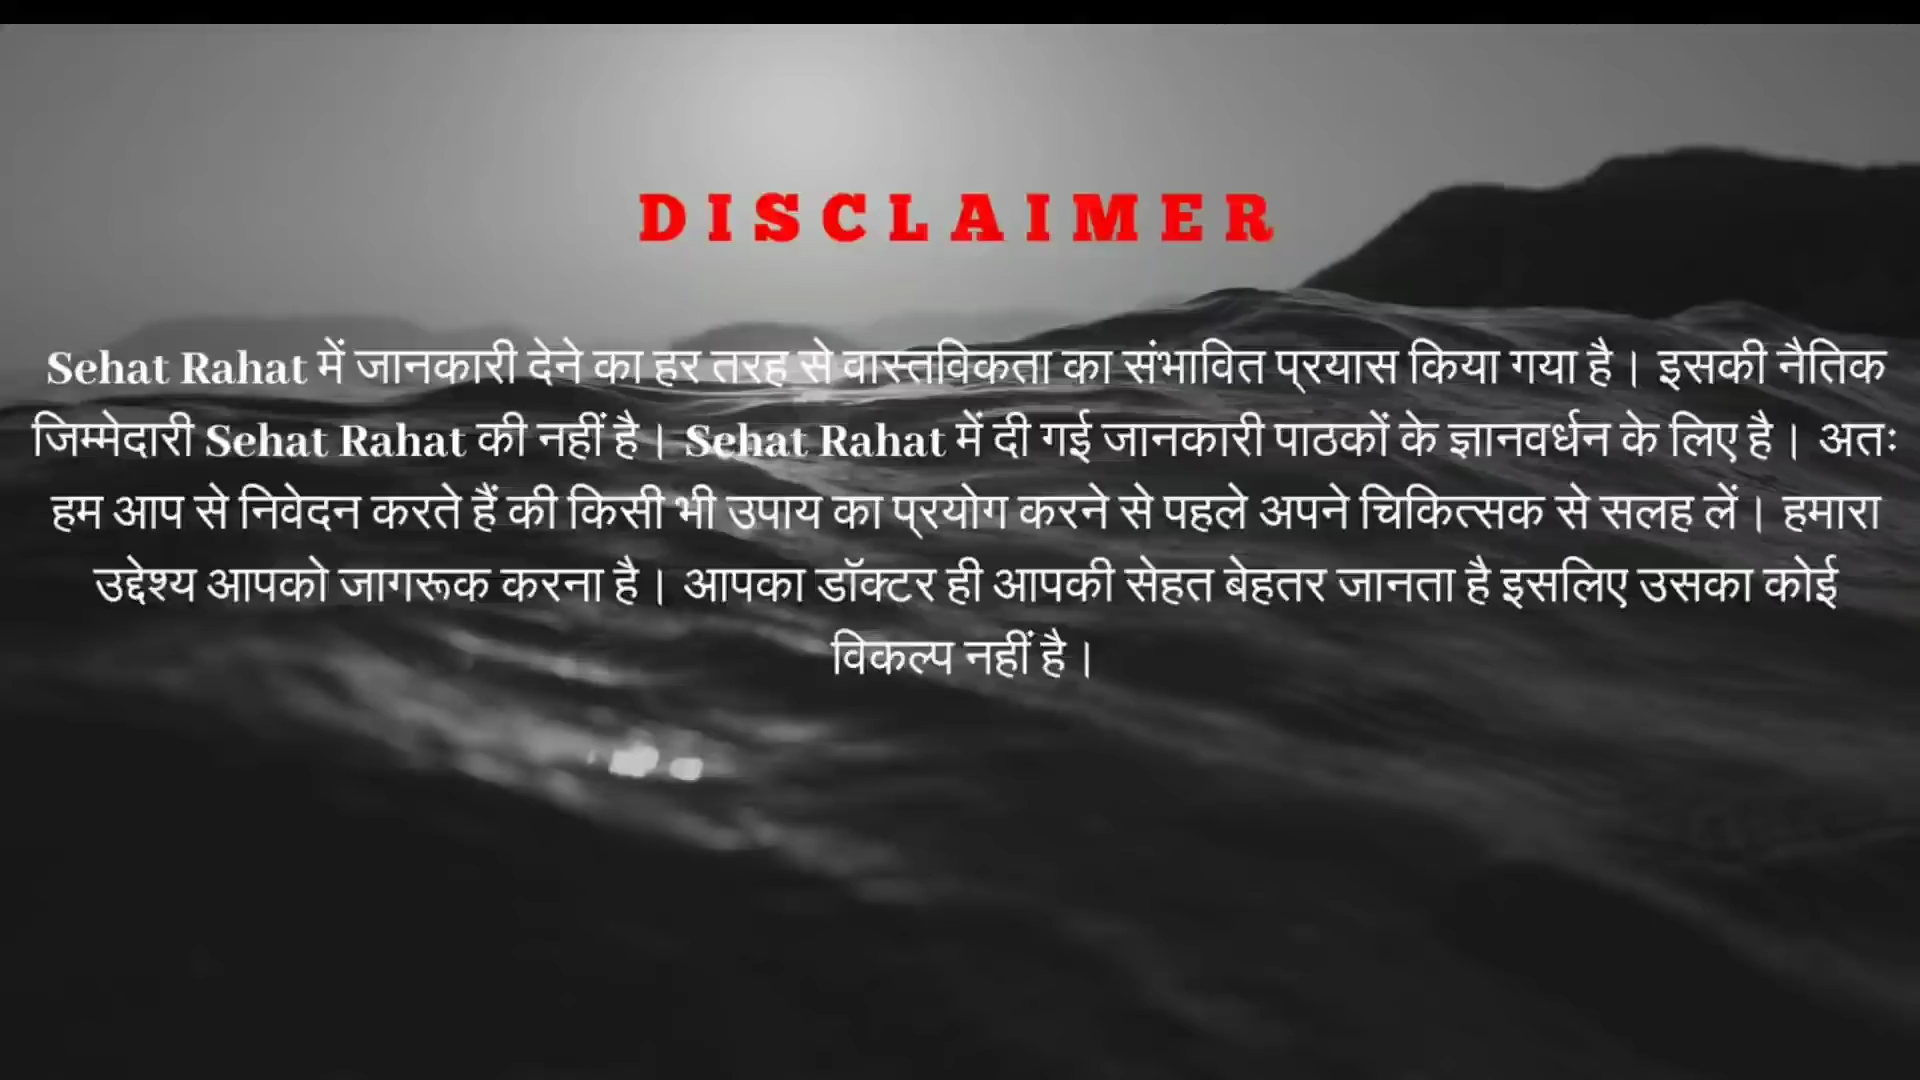 DISCLAIMER
Sehat Rahat में जानकारी देने का हर तरह से वास्तविकता का संभावित प्रयास किया गया है। इसकी नैतिक
जिम्मेदारी Sehat Rahat की नहीं है। Sehat Rahat में दी गई जानकारी पाठकों के ज्ञानवर्धन के लिए है। अतः
हम आप से निवेदन करते हैं की किसी भी उपाय का प्रयोग करने से पहले अपने चिकित्सक से सलह लें। हमारा
उद्देश्य आपको जागरूक करना है। आपका डॉक्टर ही आपकी सेहत बेहतर जानता है इसलिए उसका कोई
विकल्प नहीं है।